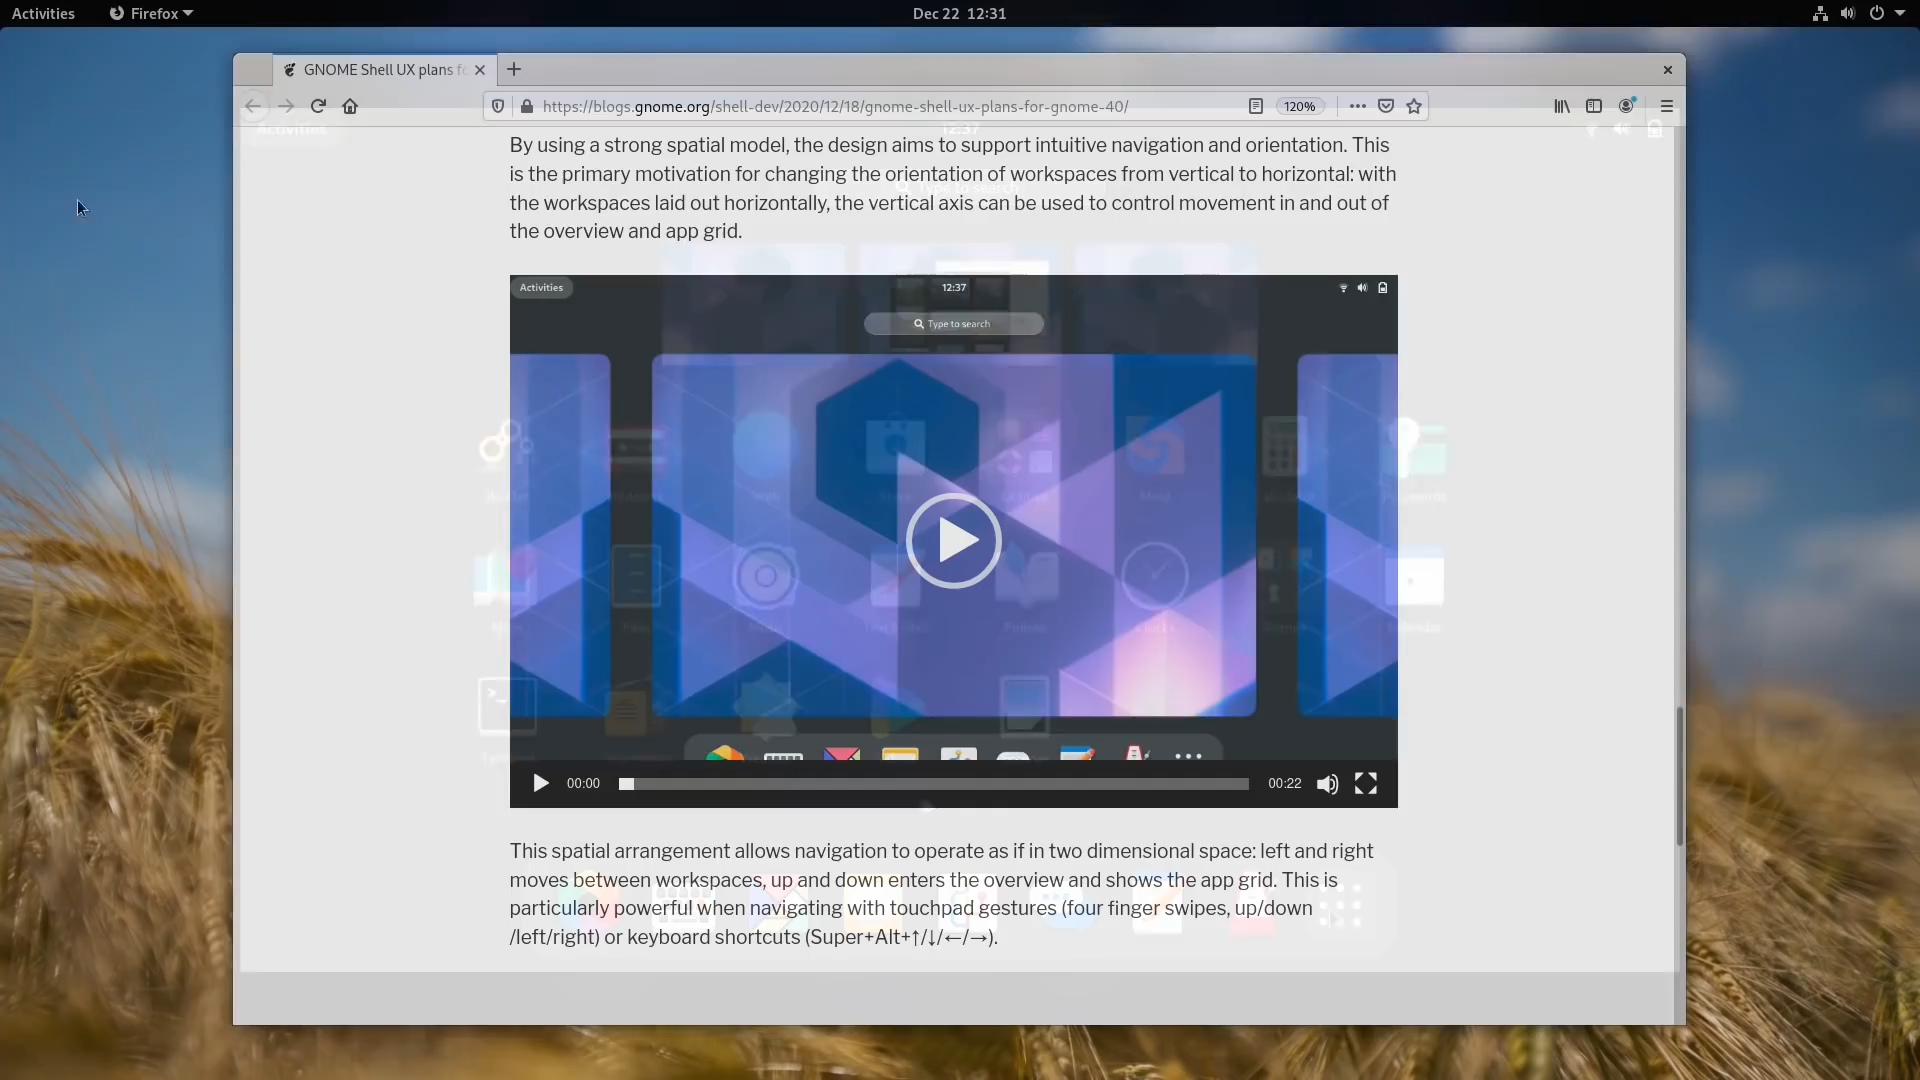 Activities Firefox Dec 22 12:31
GNOME Shell UX plans fo
https://blogs.gnome.org/shell-dev/2020/12/18/gnome-shell-ux-plans-for-gnome-40/ 120%
Activities 12:37
By using a strong spatial model, the design aims to support intuitive navigation and orientation. This
is the primary motivation for changing the orientation of workspaces from vertical to horizontal: with
Type to search
the workspaces laid out horizontally, the vertical axis can be used to control movement in and out of
the overview and app grid.
Activities 12:37
Type to search
00:00 00:22
This spatial arrangement allows navigation to operate as if in two dimensional space: left and right
moves between workspaces, up and down enters the overview and shows the app grid. This is
particularly powerful when navigating with touchpad gestures (four finger swipes, up/down
/left/right) or keyboard shortcuts (Super+Alt+↑/↓/←/→).